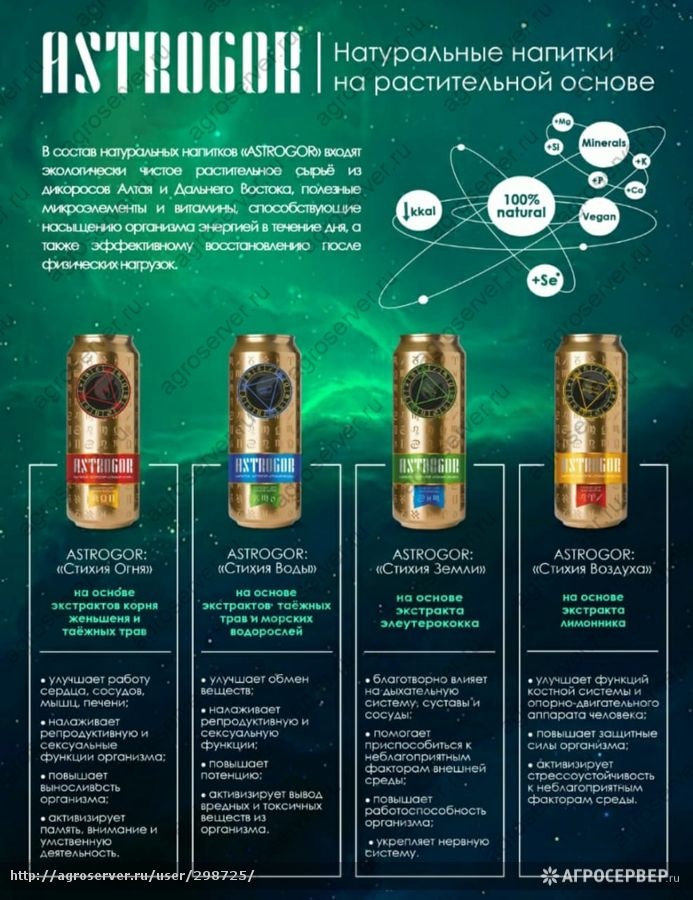 ASTROGOR
Натуральные напитки
на растительной основе
В состав натуральных напитков «ASTROGOR» входят
экологически чистое растительное сырьё из
дикоросов Алтая и Дальнего Востока, полезные
микроэлементы и витамины, способствующие
насыщению организма энергией в течение дня, а
также эффективному восстановлению после
физических нагрузок.
+Mg
Minerals
+Si
+K
+P
+Ca
kkal
100%
natural
Vegan
+Se*
ASTROGOR
ASTROGOR
ASTROGOR
ASTROGOR
ASTROGOR:
«Стихия Огня»
на основе
экстрактов корня
женьшеня и
таёжных трав
• улучшает работу
сердца, сосудов,
мышц, печени;
• налаживает
репродуктивную и
сексуальные
функции организма;
• повышает
выносливость
организма;
• активизирует
память, внимание и
умственную
деятельность.
ASTROGOR:
«Стихия Воды»
на основе
экстрактов таёжных
трав и морских
водорослей
• улучшает обмен
веществ;
• налаживает
репродуктивную и
сексуальную
функции;
• повышает
потенцию;
• активизирует вывод
вредных и токсичных
веществ из
организма.
ASTROGOR:
«Стихия Земли»
на основе
экстракта
элеутерококка
• благотворно влияет
на дыхательную
систему, суставы и
сосуды;
• помогает
приспособиться к
неблагоприятным
факторам внешней
среды;
• повышает
работоспособность
организма;
• укрепляет нервную
систему.
ASTROGOR:
«Стихия Воздуха»
на основе
экстракта
лимонника
• улучшает функций
костной системы и
опорно-двигательного
аппарата человека;
• повышает защитные
силы организма;
• активизирует
стрессоустойчивость
к неблагоприятным
факторам среды.
http://agroserver.ru/user/298725/
АГРОСЕРВЕР.ru